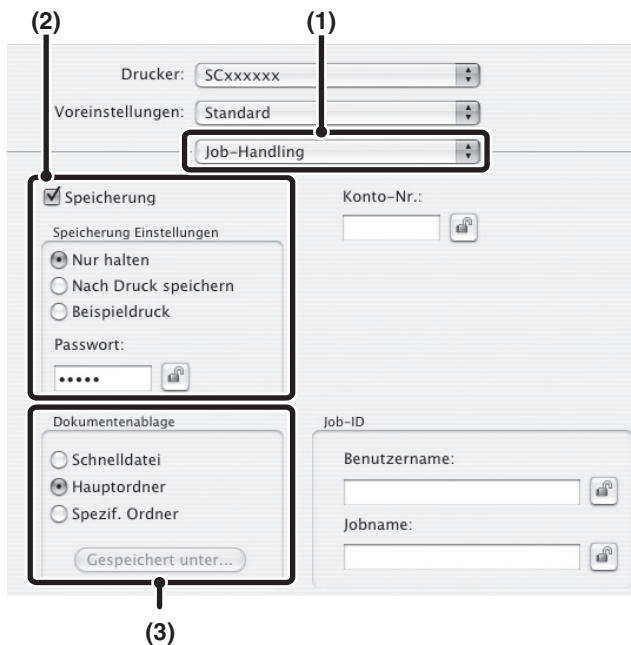 (2) (1)
Drucker: SCxxxxxx
Voreinstellungen: Standard
Job-Handling
Speicherung
Konto-Nr.:
Speicherung Einstellungen
Nur halten
Nach Druck speichern
Beispieldruck
Passwort:
•••••
Dokumentenablage
Schnelldatei
Hauptordner
Spezif. Ordner
Gespeichert unter...
Job-ID
Benutzername:
Jobname:
(3)